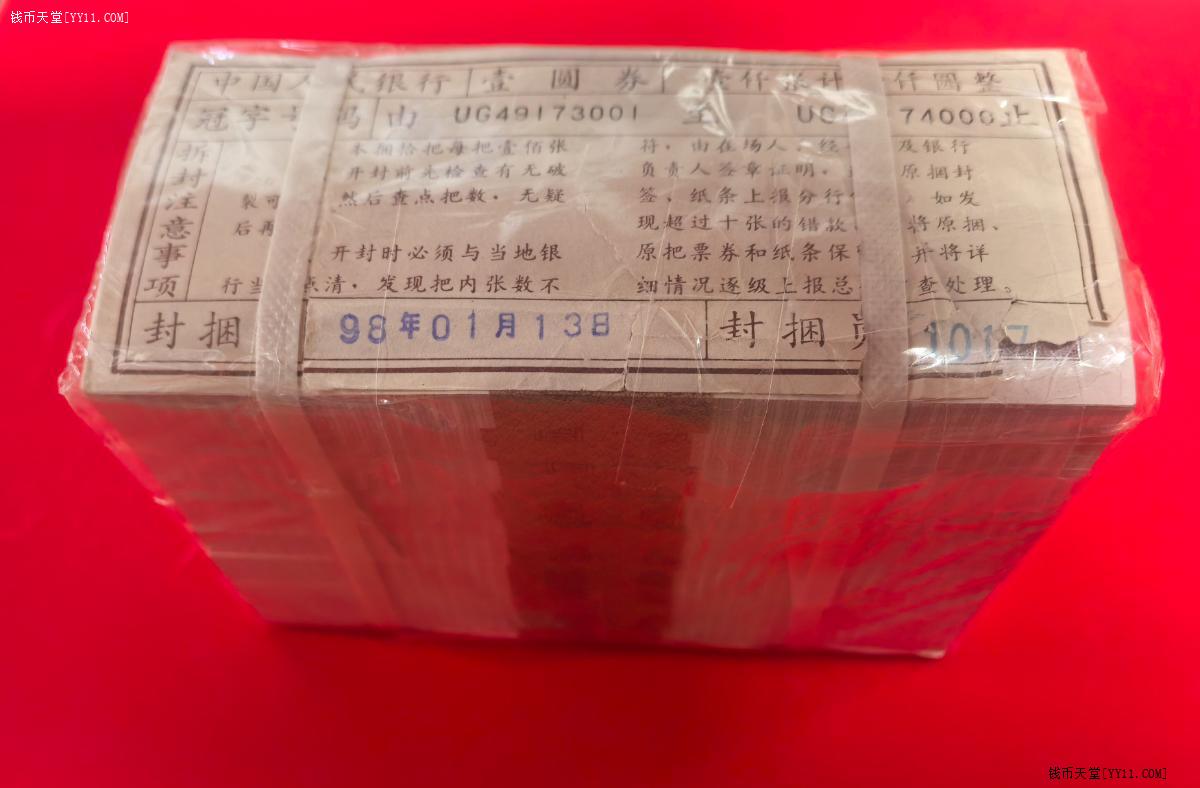 钱币天堂[YY11.COM]
中国人民银行 壹圆券 壹仟张计 仟圆整
冠字号码 由 UG49173001 至 UG 74000止
拆封注意事项
本捆拾把每把壹佰张
开封前先检查有无破
裂可 然后查点把数，无疑
后再
开封时必须与当地银
行当 点清，发现把内张数不
符，由在场人 经 及银行
负责人签章证明， 原捆封
签、纸条上报分行 如发
现超过十张的错款 将原捆、
原把票券和纸条保 并将详
细情况逐级上报总 查处理。
封捆 98年01月13日 封捆员 1017
钱币天堂[YY11.COM]